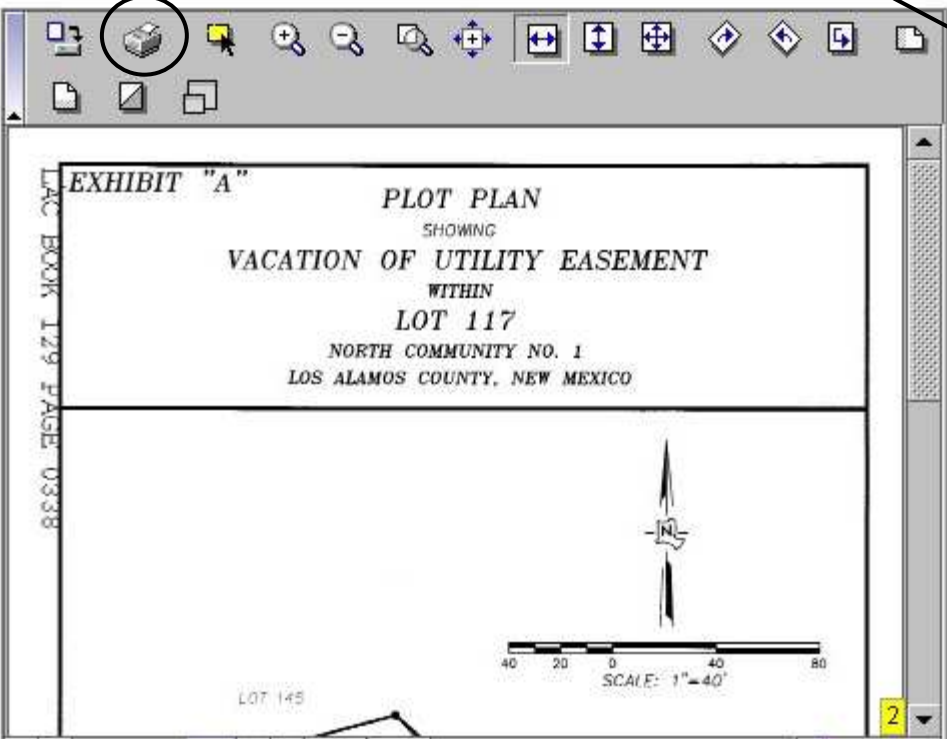 EXHIBIT "A"
PLOT PLAN
SHOWING
VACATION OF UTILITY EASEMENT
WITHIN
LOT 117
NORTH COMMUNITY NO. 1
LOS ALAMOS COUNTY, NEW MEXICO
LAC BOOK 129 PAGE 0338
N
40 20 0 40 80
SCALE: 1"=40'
LOT 145
2